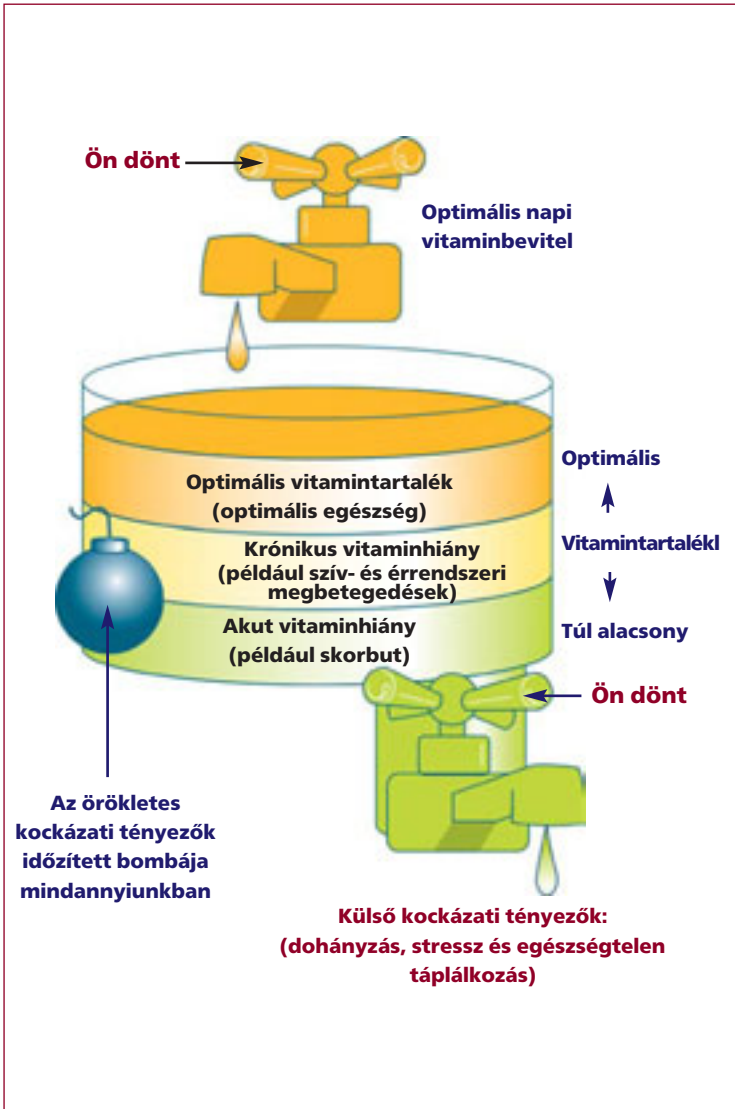 Ön dönt
Optimális napi
vitaminbevitel
Optimális vitamintartalék
(optimális egészség)
Krónikus vitaminhiány
(például szív- és érrendszeri
megbetegedések)
Akut vitaminhiány
(például skorbut)
Optimális
Vitamintartalékl
Túl alacsony
Ön dönt
Az örökletes
kockázati tényezők
időzített bombája
mindannyiunkban
Külső kockázati tényezők:
(dohányzás, stressz és egészségtelen
táplálkozás)